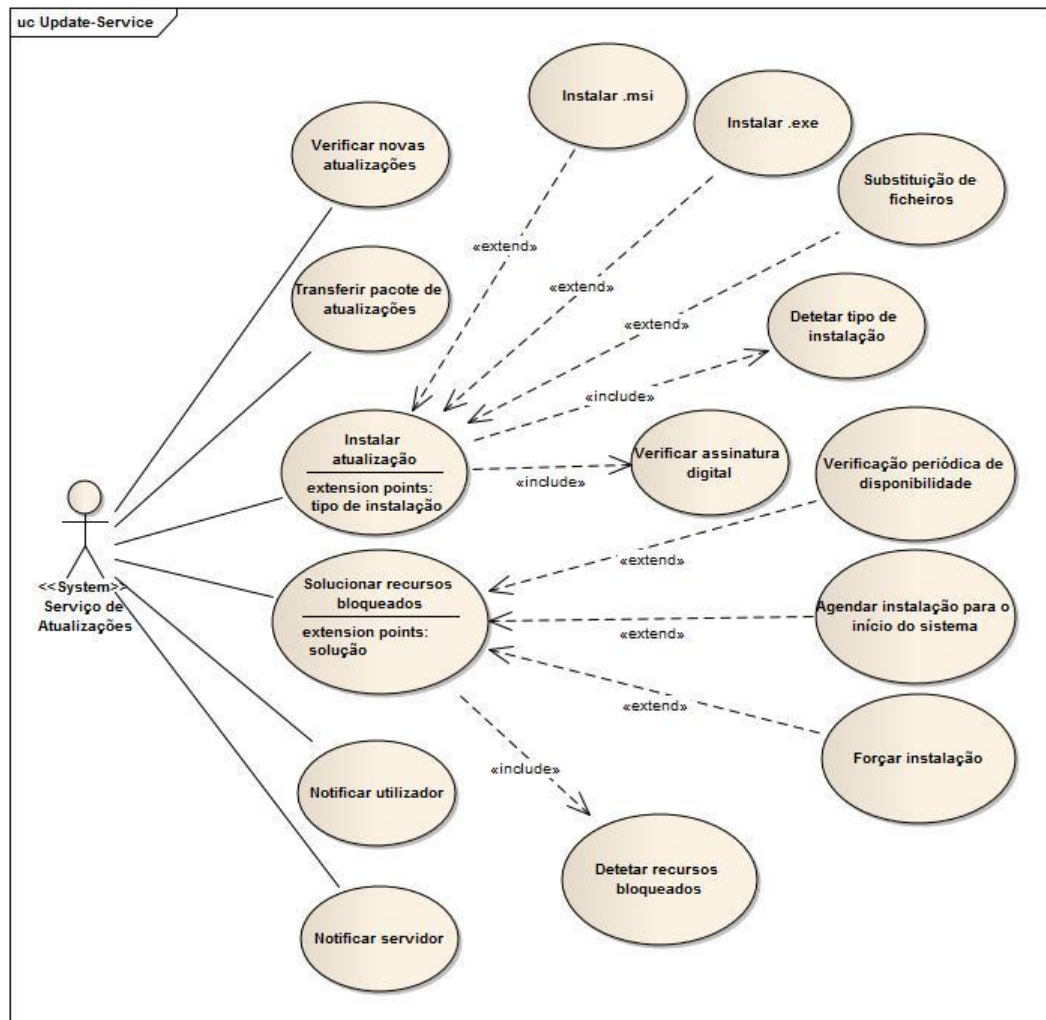 uc Update-Service
Instalar .msi
Instalar .exe
Verificar novas
atualizações
Substituição de
ficheiros
«extend»
Transferir pacote de
atualizações
«extend»
Detetar tipo de
instalação
«extend»
«include»
Instalar
atualização
extension points:
tipo de instalação
Verificar assinatura
digital
«include»
Verificação periódica de
disponibilidade
«extend»
<<System>>
Serviço de
Atualizações
Solucionar recursos
bloqueados
extension points:
solução
Agendar instalação para o
início do sistema
«extend»
«extend»
Forçar instalação
«include»
Notificar utilizador
Detetar recursos
bloqueados
Notificar servidor